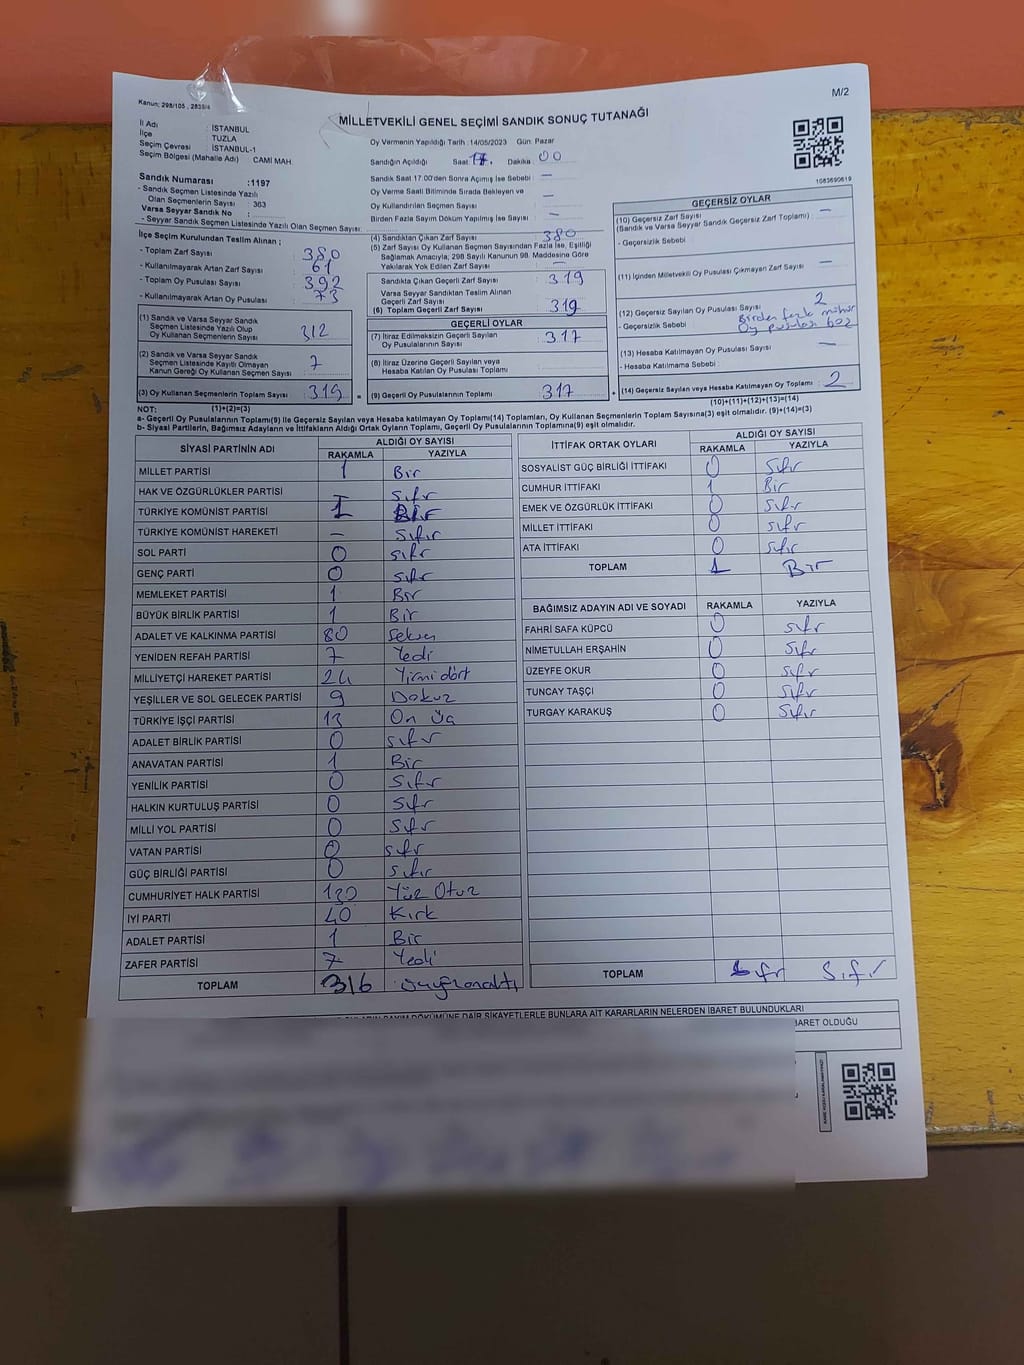 M/2
Kanun: 298/105 , 2839/4
MİLLETVEKİLİ GENEL SEÇİMİ SANDIK SONUÇ TUTANAĞI
İl Adı : İSTANBUL
İlçe : TUZLA
Seçim Çevresi : İSTANBUL-1
Seçim Bölgesi (Mahalle Adı) CAMİ MAH.
Sandık Numarası :1197
- Sandık Seçmen Listesinde Yazılı
Olan Seçmenlerin Sayısı : 363
Varsa Seyyar Sandık No :
- Seyyar Sandık Seçmen Listesinde Yazılı Olan Seçmen Sayısı:
Oy Vermenin Yapıldığı Tarih :14/05/2023 Gün: Pazar
Sandığın Açıldığı Saat: 17. Dakika: 00
Sandık Saat 17.00'den Sonra Açılmış İse Sebebi : —
Oy Verme Saati Bitiminde Sırada Bekleyen ve
Oy Kullandırılan Seçmen Sayısı : —
Birden Fazla Sayım Döküm Yapılmış İse Sayısı : —
1083690619
İlçe Seçim Kurulundan Teslim Alınan ;
- Toplam Zarf Sayısı : 380
- Kullanılmayarak Artan Zarf Sayısı : 61
- Toplam Oy Pusulası Sayısı : 392
- Kullanılmayarak Artan Oy Pusulası : 73
(1) Sandık ve Varsa Seyyar Sandık
Seçmen Listesinde Yazılı Olup
Oy Kullanan Seçmenlerin Sayısı : 312
(2) Sandık ve Varsa Seyyar Sandık
Seçmen Listesinde Kayıtlı Olmayan
Kanun Gereği Oy Kullanan Seçmen Sayısı : 7
(3) Oy Kullanan Seçmenlerin Toplam Sayısı : 319
(4) Sandıktan Çıkan Zarf Sayısı : 380
(5) Zarf Sayısı Oy Kullanan Seçmen Sayısından Fazla İse, Eşitliği
Sağlamak Amacıyla; 298 Sayılı Kanunun 98. Maddesine Göre
Yakılarak Yok Edilen Zarf Sayısı : —
Sandıkta Çıkan Geçerli Zarf Sayısı : 319
Varsa Seyyar Sandıktan Teslim Alınan
Geçerli Zarf Sayısı :
(6) Toplam Geçerli Zarf Sayısı : 319
GEÇERLİ OYLAR
(7) İtiraz Edilmeksizin Geçerli Sayılan
Oy Pusulalarının Sayısı : 317
(8) İtiraz Üzerine Geçerli Sayılan veya
Hesaba Katılan Oy Pusulası Toplamı :
(9) Geçerli Oy Pusulalarının Toplamı : 317
GEÇERSİZ OYLAR
(10) Geçersiz Zarf Sayısı : —
(Sandık ve Varsa Seyyar Sandık Geçersiz Zarf Toplamı)
- Geçersizlik Sebebi :
(11) İçinden Milletvekili Oy Pusulası Çıkmayan Zarf Sayısı : —
(12) Geçersiz Sayılan Oy Pusulası Sayısı : 2
- Geçersizlik Sebebi : Birden fazla mühür
Oy pusulası
(13) Hesaba Katılmayan Oy Pusulası Sayısı : —
- Hesaba Katılmama Sebebi :
(14) Geçersiz Sayılan veya Hesaba Katılmayan Oy Toplamı : 2
(1)+(2)=(3)
(10)+(11)+(12)+(13)=(14)
NOT:
a- Geçerli Oy Pusulalarının Toplamı(9) ile Geçersiz Sayılan veya Hesaba katılmayan Oy Toplamı(14) Toplamları, Oy Kullanan Seçmenlerin Toplam Sayısına(3) eşit olmalıdır. (9)+(14)=(3)
b- Siyasi Partilerin, Bağımsız Adayların ve İttifakların Aldığı Ortak Oyların Toplamı, Geçerli Oy Pusulalarının Toplamına(9) eşit olmalıdır.
SİYASİ PARTİNİN ADI ALDIĞI OY SAYISI
RAKAMLA YAZIYLA
MİLLET PARTİSİ 1 Bir
HAK VE ÖZGÜRLÜKLER PARTİSİ sıfır
TÜRKİYE KOMÜNİST PARTİSİ 1 Bir
TÜRKİYE KOMÜNİST HAREKETİ — sıfır
SOL PARTİ 0 sıfır
GENÇ PARTİ 0 sıfır
MEMLEKET PARTİSİ 1 Bir
BÜYÜK BİRLİK PARTİSİ 1 Bir
ADALET VE KALKINMA PARTİSİ 80 seksen
YENİDEN REFAH PARTİSİ 7 Yedi
MİLLİYETÇİ HAREKET PARTİSİ 24 Yirmi dört
YEŞİLLER VE SOL GELECEK PARTİSİ 9 Dokuz
TÜRKİYE İŞÇİ PARTİSİ 13 On üç
ADALET BİRLİK PARTİSİ 0 sıfır
ANAVATAN PARTİSİ 1 Bir
YENİLİK PARTİSİ 0 sıfır
HALKIN KURTULUŞ PARTİSİ 0 sıfır
MİLLİ YOL PARTİSİ 0 sıfır
VATAN PARTİSİ 0 sıfır
GÜÇ BİRLİĞİ PARTİSİ 0 sıfır
CUMHURİYET HALK PARTİSİ 130 Yüz Otuz
İYİ PARTİ 40 Kırk
ADALET PARTİSİ 1 Bir
ZAFER PARTİSİ 7 Yedi
TOPLAM 316 üçyüzonaltı
İTTİFAK ORTAK OYLARI ALDIĞI OY SAYISI
RAKAMLA YAZIYLA
SOSYALİST GÜÇ BİRLİĞİ İTTİFAKI 0 sıfır
CUMHUR İTTİFAKI 1 Bir
EMEK VE ÖZGÜRLÜK İTTİFAKI 0 sıfır
MİLLET İTTİFAKI 0 sıfır
ATA İTTİFAKI 0 sıfır
TOPLAM 1 Bir
BAĞIMSIZ ADAYIN ADI VE SOYADI RAKAMLA YAZIYLA
FAHRİ SAFA KÜPCÜ 0 sıfır
NİMETULLAH ERŞAHİN 0 sıfır
ÜZEYFE OKUR 0 sıfır
TUNCAY TAŞÇI 0 sıfır
TURGAY KARAKUŞ 0 sıfır
TOPLAM sıfır sıfır
SAYIM DÖKÜMÜNE DAİR ŞİKAYETLERLE BUNLARA AİT KARARLARIN NELERDEN İBARET BULUNDUKLARI
BARET OLDUĞU